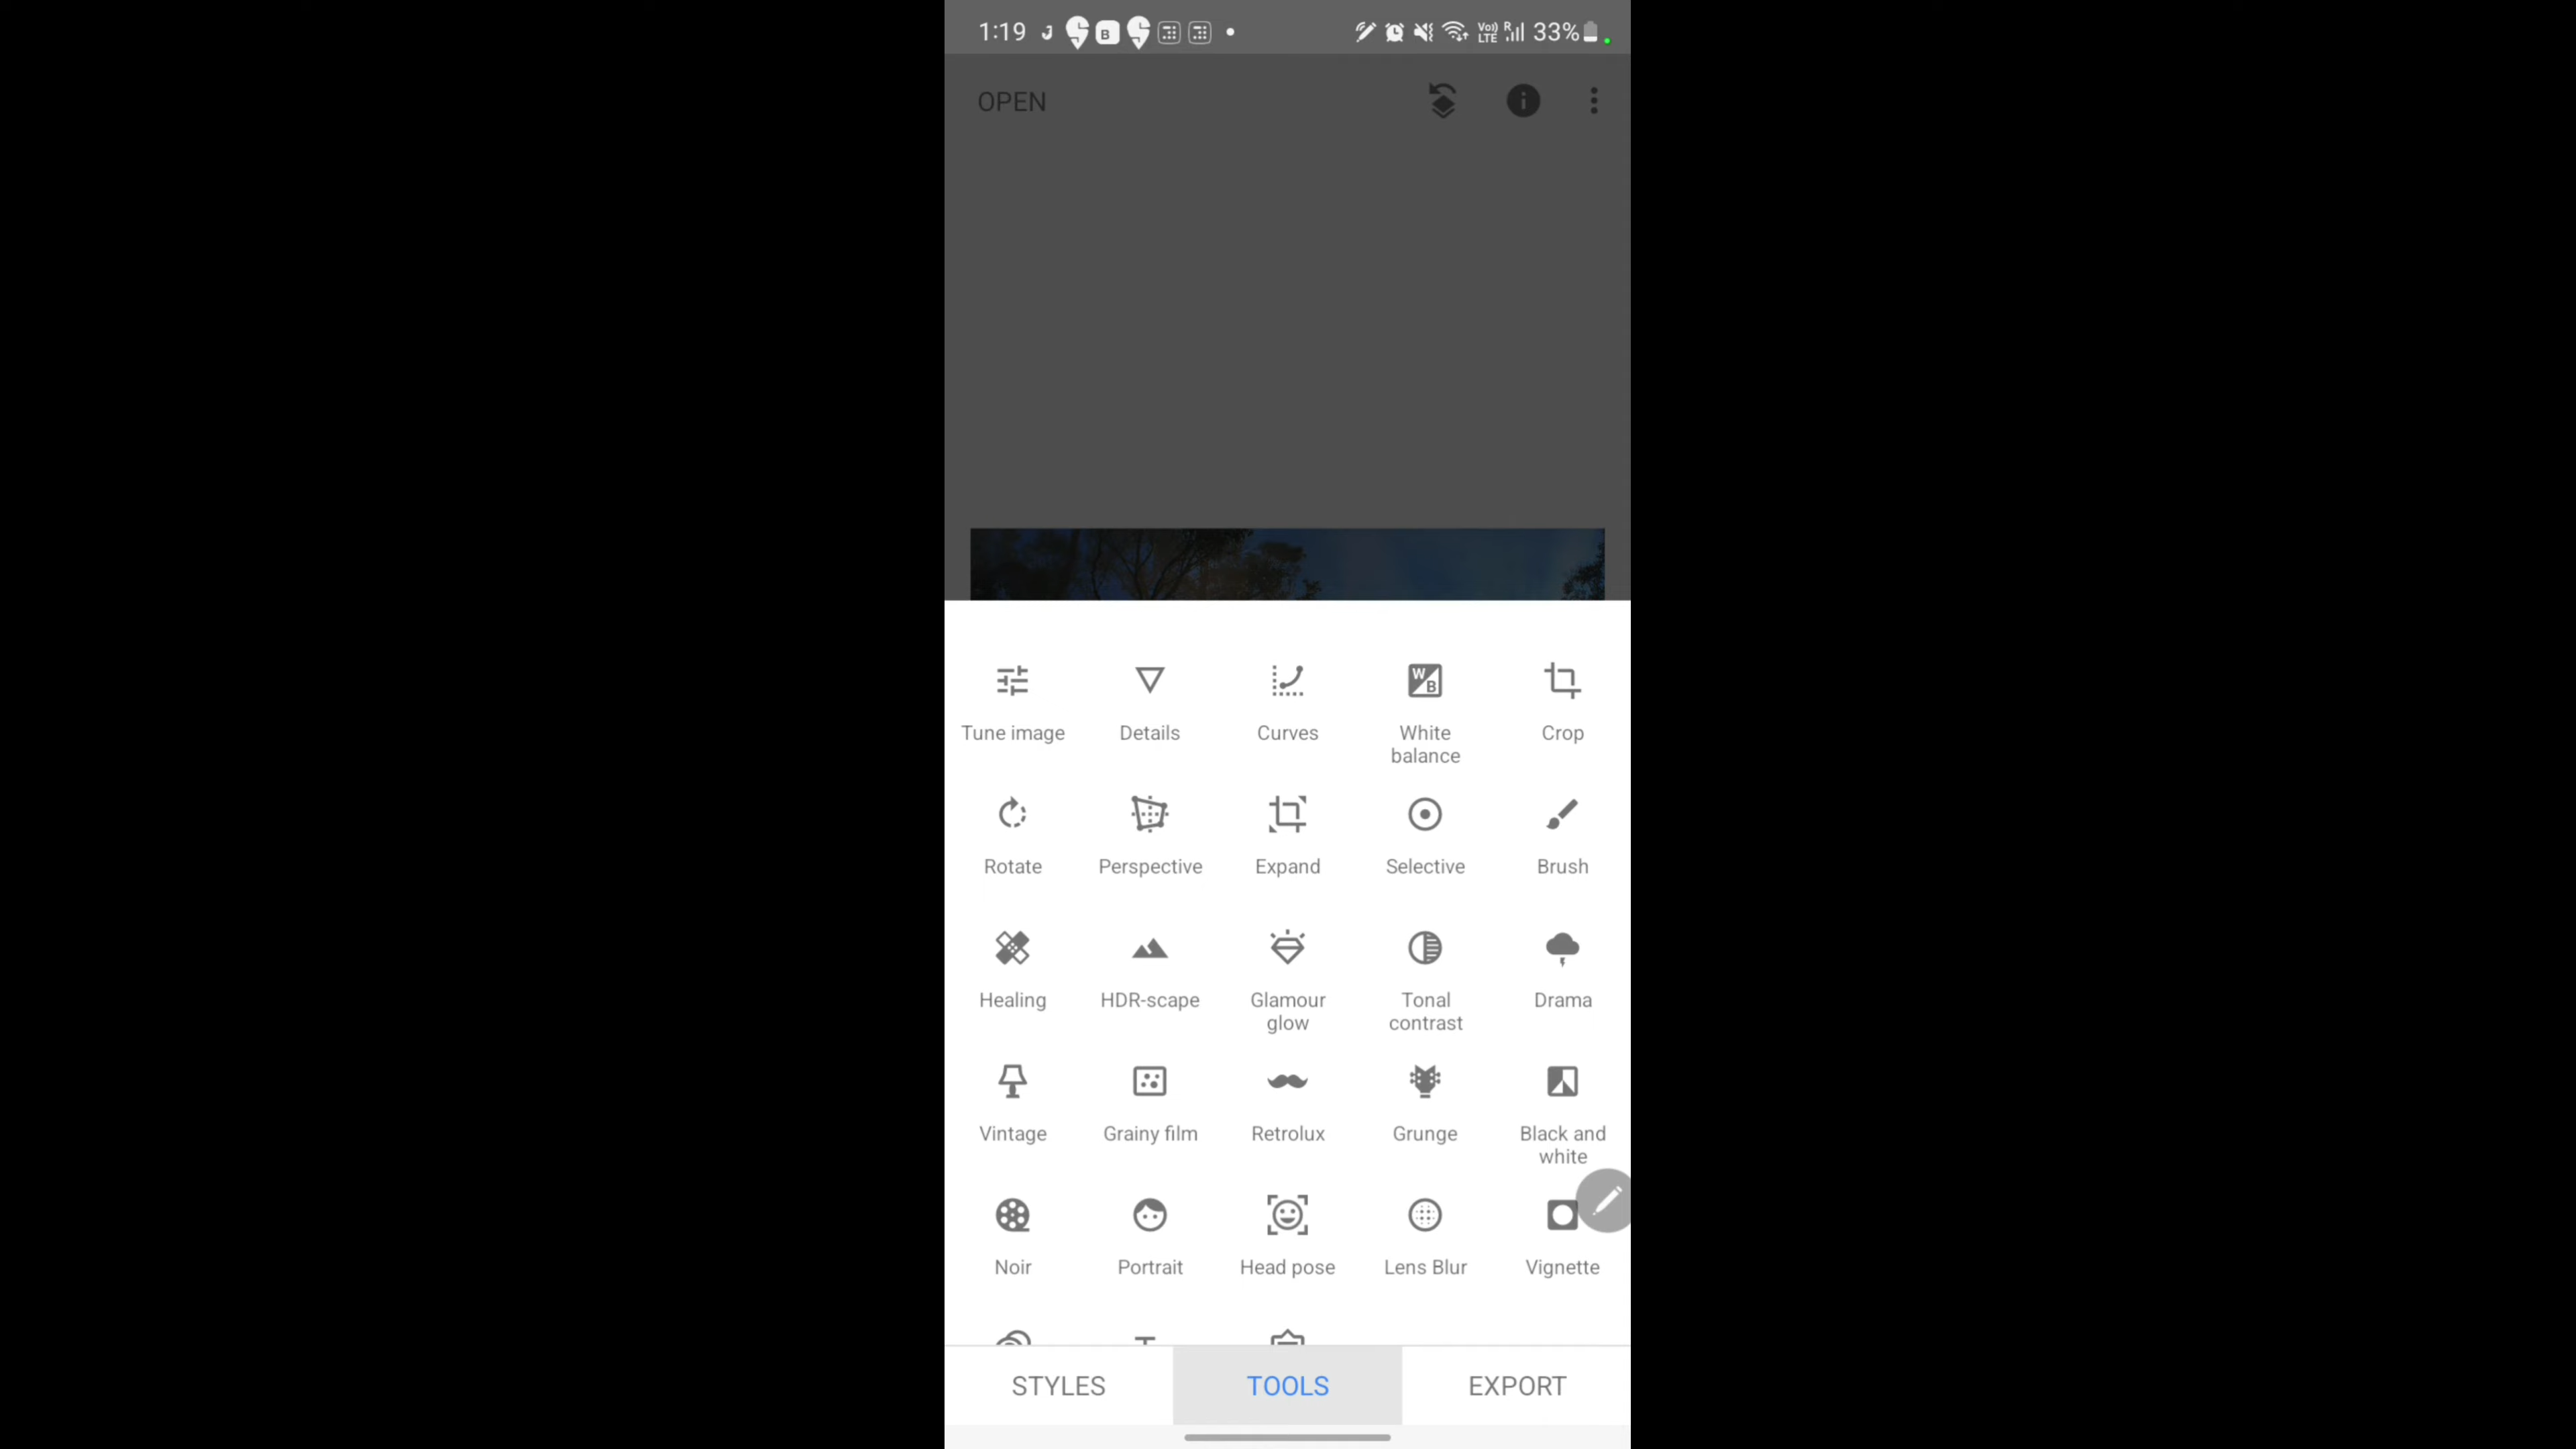 1:19 33%
OPEN
Tune image Details Curves White balance Crop
Rotate Perspective Expand Selective Brush
Healing HDR-scape Glamour glow Tonal contrast Drama
Vintage Grainy film Retrolux Grunge Black and white
Noir Portrait Head pose Lens Blur Vignette
STYLES TOOLS EXPORT